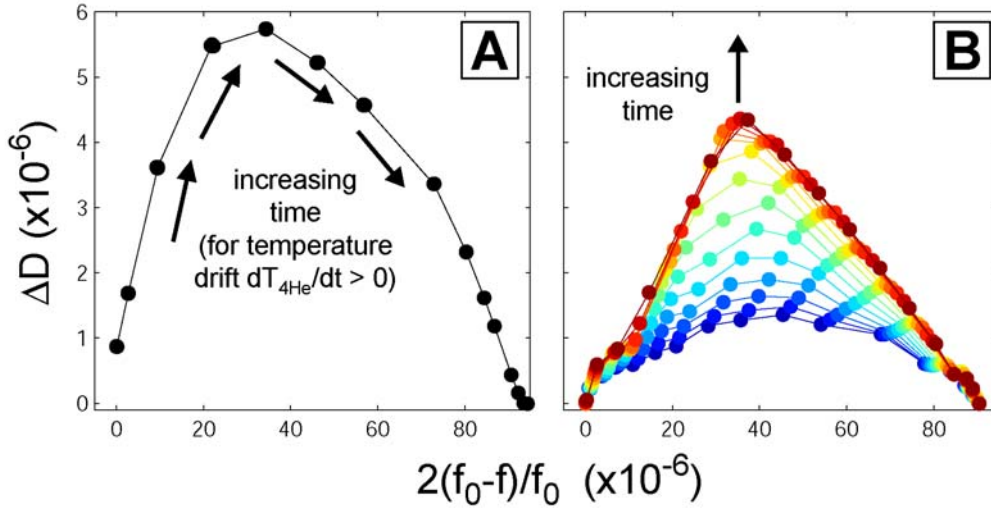 A
B
6
5
4
3
2
1
0
ΔD (x10⁻⁶)
increasing
time
(for temperature
drift dT₄He/dt > 0)
increasing
time
0 20 40 60 80
0 20 40 60 80
2(f₀-f)/f₀ (x10⁻⁶)